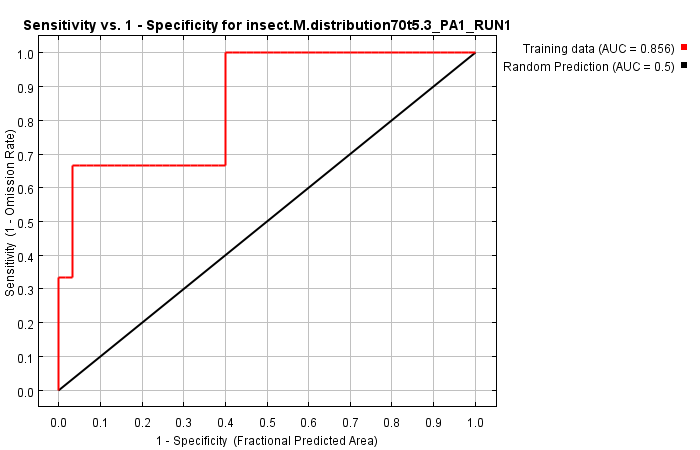 Sensitivity vs. 1 - Specificity for insect.M.distribution70t5.3_PA1_RUN1
Training data (AUC = 0.856)
Random Prediction (AUC = 0.5)
Sensitivity (1 - Omission Rate)
1.0
0.9
0.8
0.7
0.6
0.5
0.4
0.3
0.2
0.1
0.0
0.0 0.1 0.2 0.3 0.4 0.5 0.6 0.7 0.8 0.9 1.0
1 - Specificity (Fractional Predicted Area)